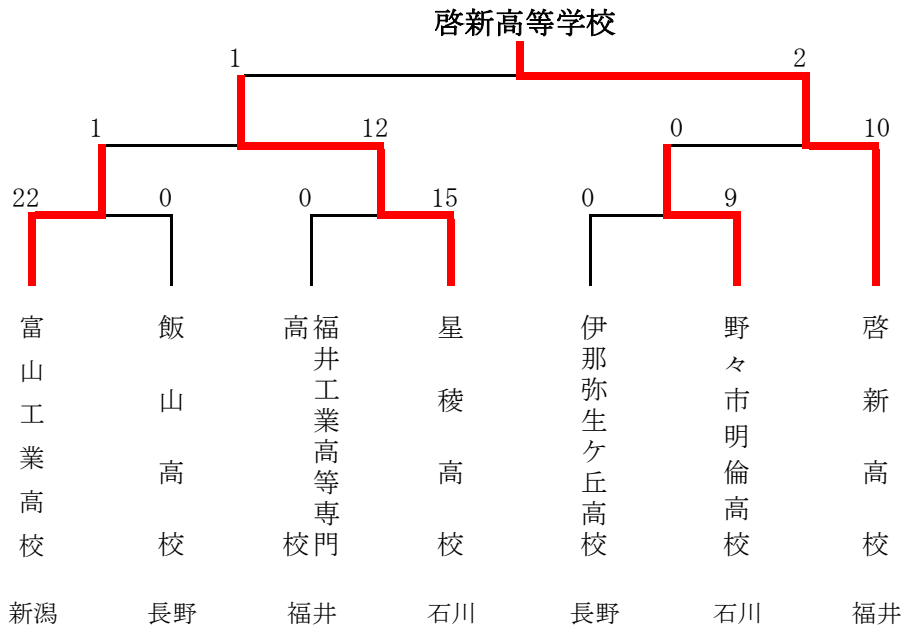 啓新高等学校
1
2
1
12
0
10
22
0
0
15
0
9
富山工業高校
飯山高校
福井工業高等専門
高校
星稜高校
伊那弥生ケ丘高校
野々市明倫高校
啓新高校
新潟
長野
福井
石川
長野
石川
福井